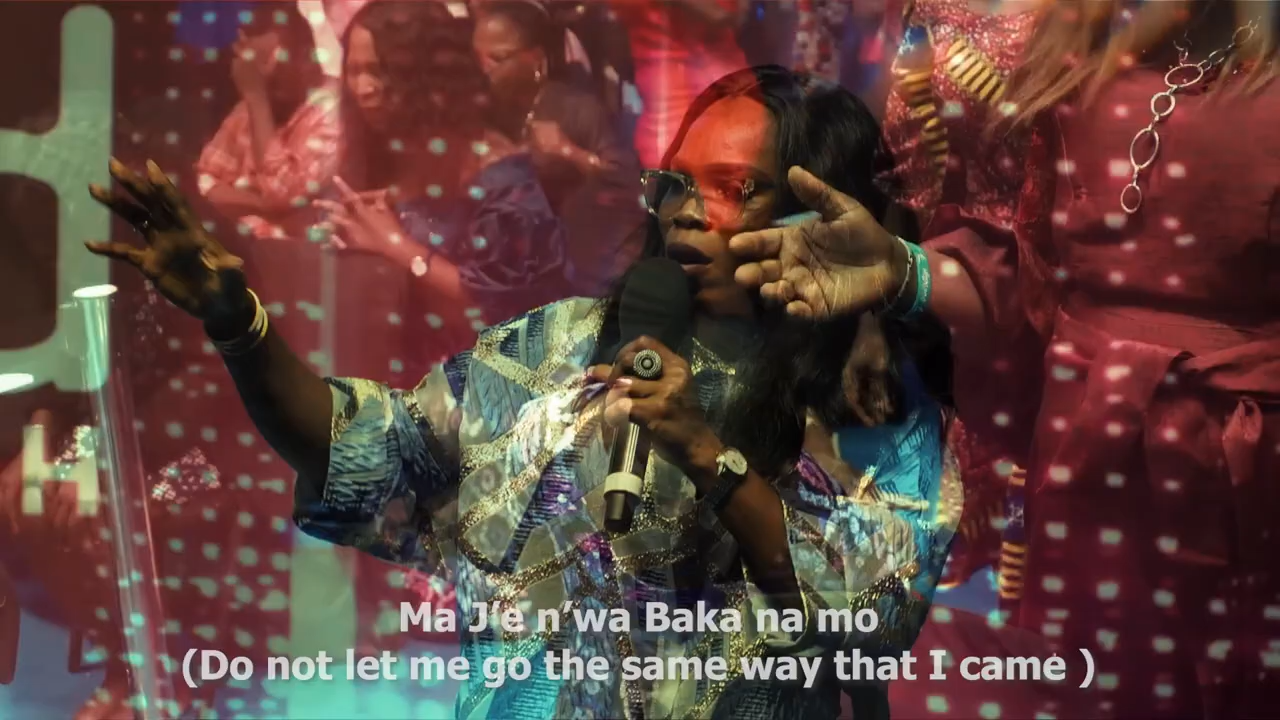 Ma J'e n'wa Baka na mo
(Do not let me go the same way that I came )